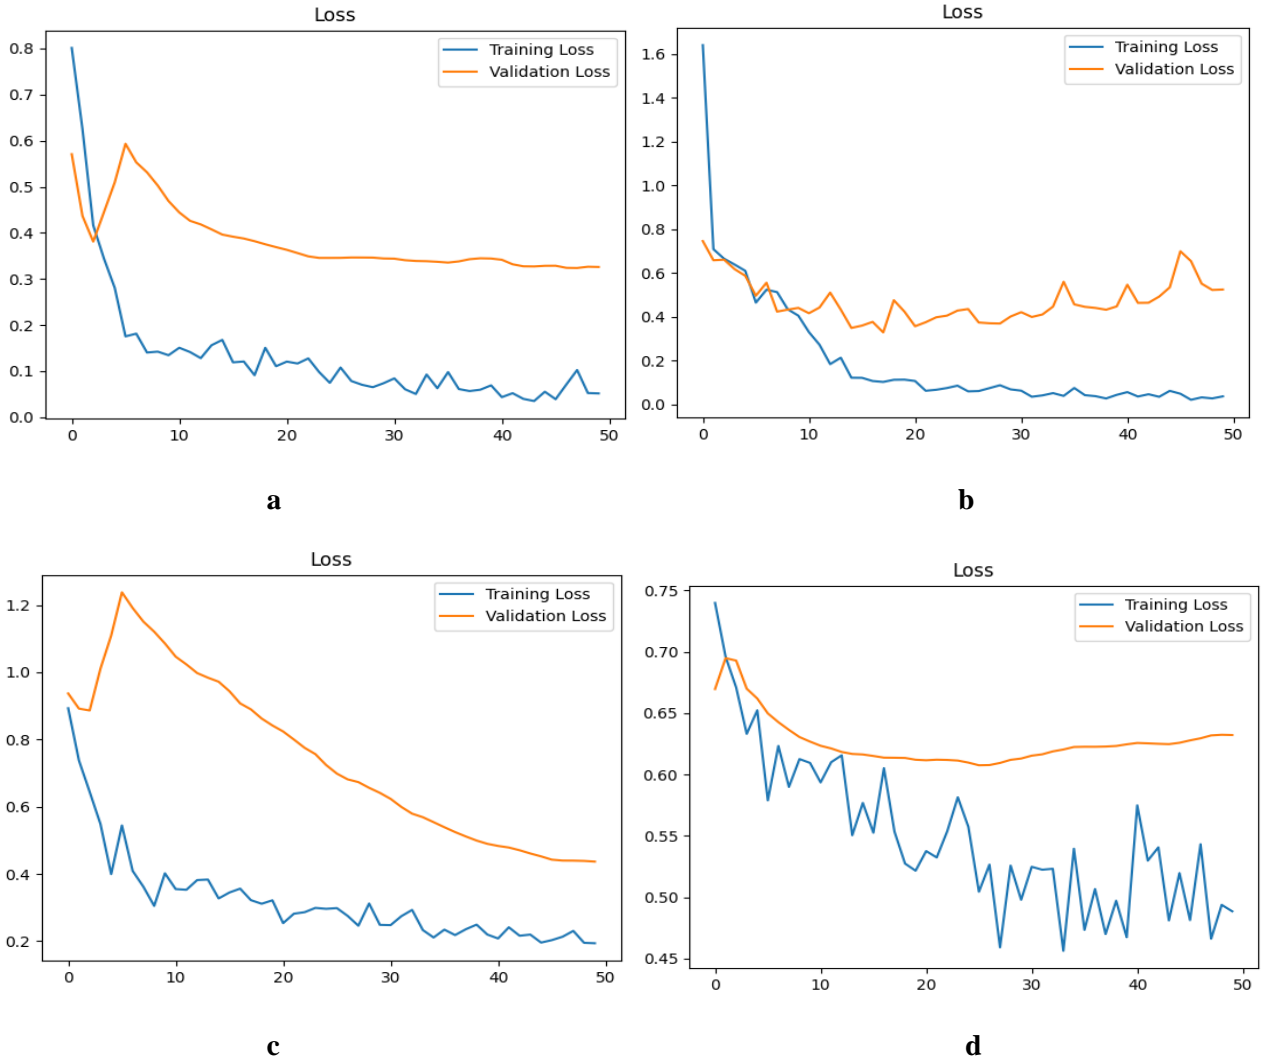 Loss
0.8
0.7
0.6
0.5
0.4
0.3
0.2
0.1
0.0
Training Loss
Validation Loss
0 10 20 30 40 50
a
Loss
1.6
1.4
1.2
1.0
0.8
0.6
0.4
0.2
0.0
Training Loss
Validation Loss
0 10 20 30 40 50
b
Loss
1.2
1.0
0.8
0.6
0.4
0.2
Training Loss
Validation Loss
0 10 20 30 40 50
c
Loss
0.75
0.70
0.65
0.60
0.55
0.50
0.45
Training Loss
Validation Loss
0 10 20 30 40 50
d